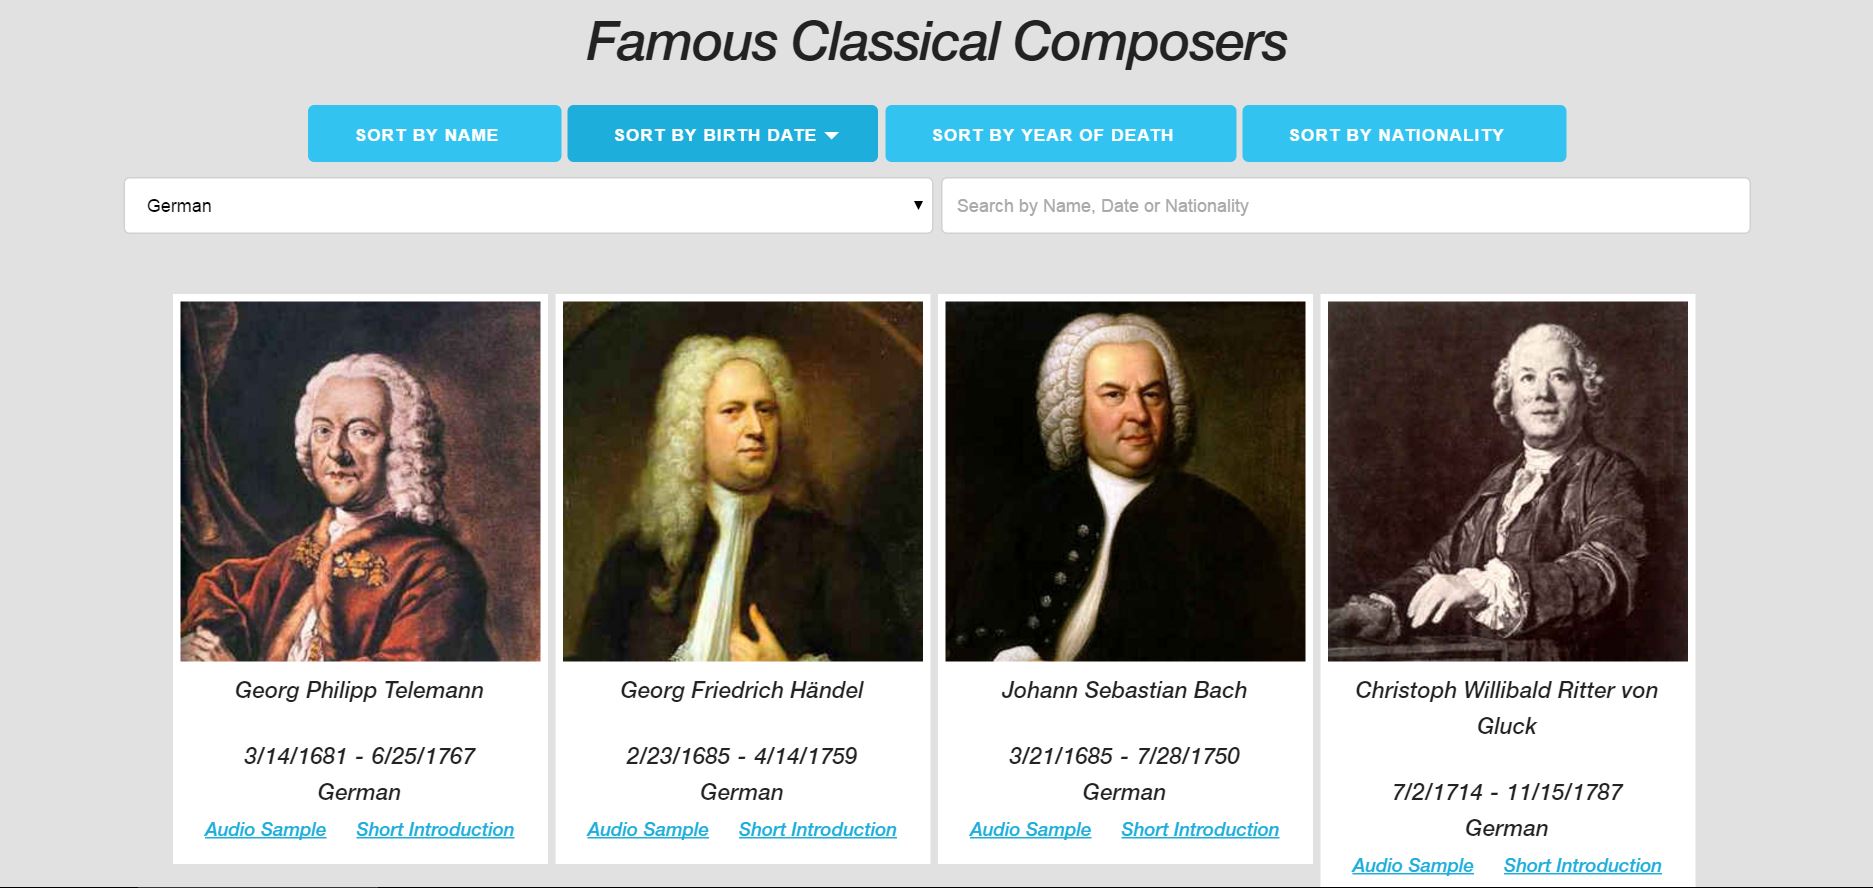 Famous Classical Composers
SORT BY NAME
SORT BY BIRTH DATE
SORT BY YEAR OF DEATH
SORT BY NATIONALITY
German
Search by Name, Date or Nationality
Georg Philipp Telemann
3/14/1681 - 6/25/1767
German
Audio Sample Short Introduction
Georg Friedrich Händel
2/23/1685 - 4/14/1759
German
Audio Sample Short Introduction
Johann Sebastian Bach
3/21/1685 - 7/28/1750
German
Audio Sample Short Introduction
Christoph Willibald Ritter von
Gluck
7/2/1714 - 11/15/1787
German
Audio Sample Short Introduction